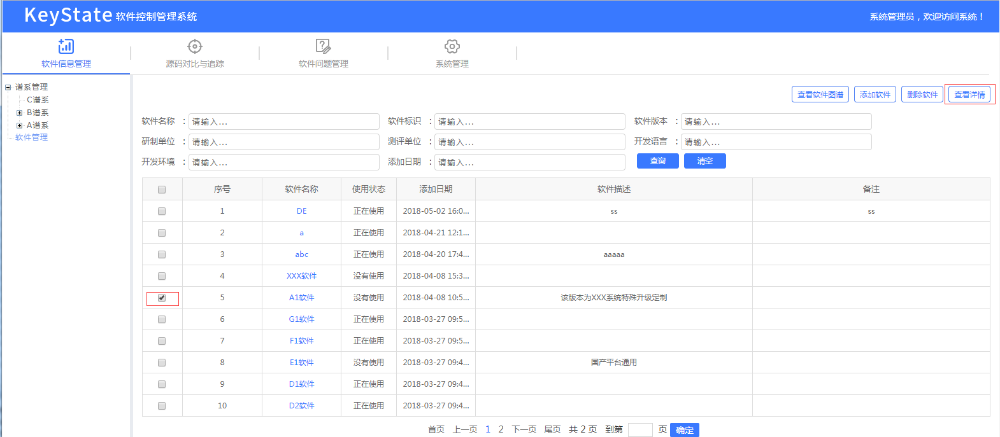 KeyState 软件控制管理系统
系统管理员，欢迎访问系统！
软件信息管理 源码对比与追踪 软件问题管理 系统管理
谱系管理
C谱系
B谱系
A谱系
软件管理
查看软件图谱 添加软件 删除软件 查看详情
软件名称 : 请输入... 软件标识 : 请输入... 软件版本 : 请输入...
研制单位 : 请输入... 测评单位 : 请输入... 开发语言 : 请输入...
开发环境 : 请输入... 添加日期 : 请输入... 查询 清空
序号 软件名称 使用状态 添加日期 软件描述 备注
1 DE 正在使用 2018-05-02 16:0... ss ss
2 a 正在使用 2018-04-21 12:1...
3 abc 正在使用 2018-04-20 17:4... aaaaa
4 XXX软件 没有使用 2018-04-08 15:3...
5 A1软件 没有使用 2018-04-08 10:5... 该版本为XXX系统特殊升级定制
6 G1软件 正在使用 2018-03-27 09:5...
7 F1软件 正在使用 2018-03-27 09:5...
8 E1软件 没有使用 2018-03-27 09:4... 国产平台通用
9 D1软件 正在使用 2018-03-27 09:4...
10 D2软件 正在使用 2018-03-27 09:4...
首页 上一页 1 2 下一页 尾页 共 2 页 到第 页 确定